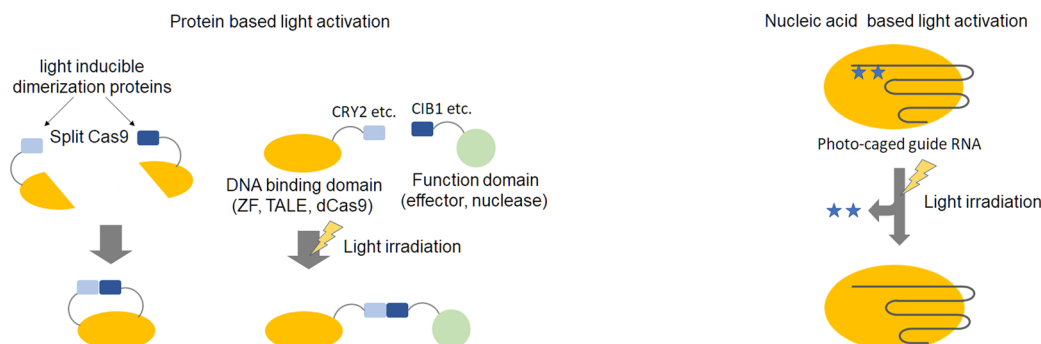 Protein based light activation
light inducible
dimerization proteins
Split Cas9
CRY2 etc.
CIB1 etc.
DNA binding domain
(ZF, TALE, dCas9)
Function domain
(effector, nuclease)
Light irradiation
Nucleic acid based light activation
Photo-caged guide RNA
Light irradiation